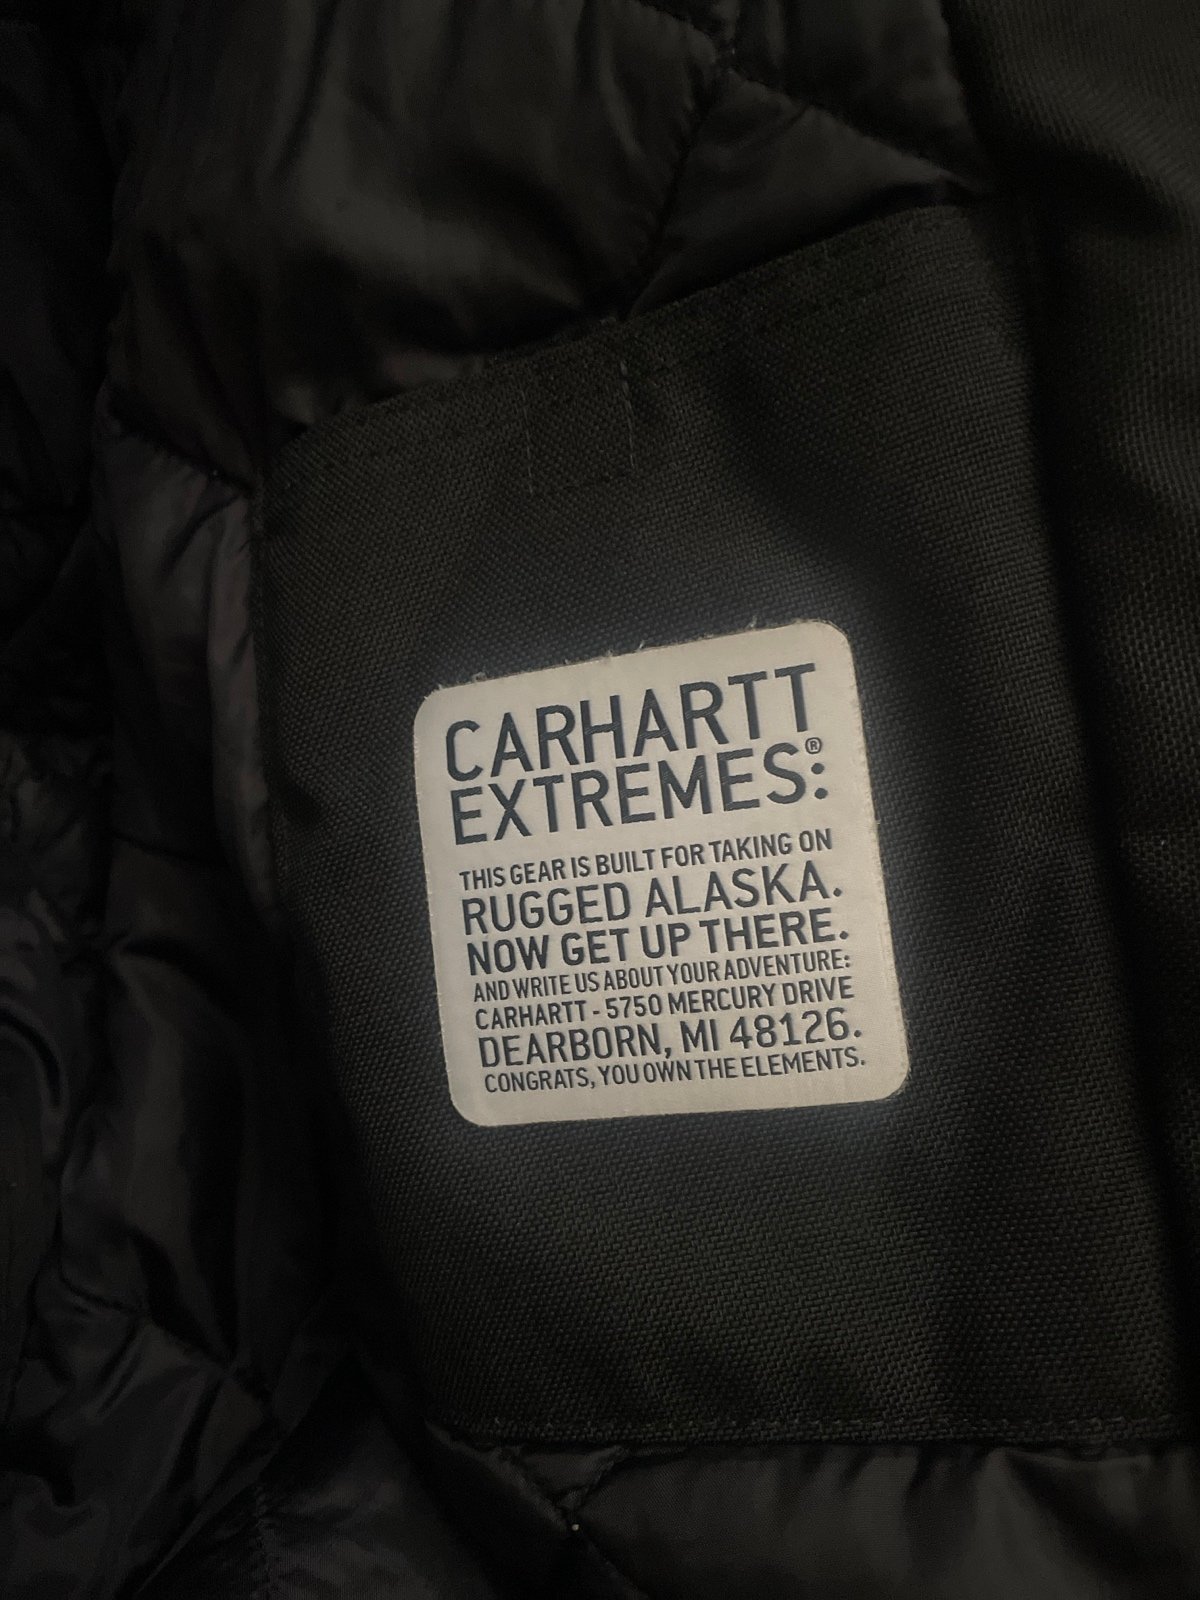 CARHARTT
EXTREMES®:
THIS GEAR IS BUILT FOR TAKING ON
RUGGED ALASKA.
NOW GET UP THERE.
AND WRITE US ABOUT YOUR ADVENTURE:
CARHARTT - 5750 MERCURY DRIVE
DEARBORN, MI 48126.
CONGRATS, YOU OWN THE ELEMENTS.